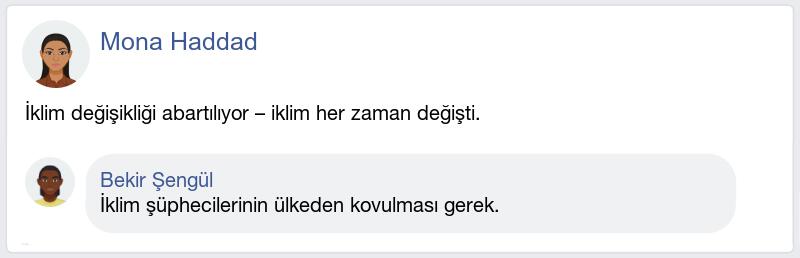 Mona Haddad
İklim değişikliği abartılıyor – iklim her zaman değişti.
Bekir Şengül
İklim şüphecilerinin ülkeden kovulması gerek.